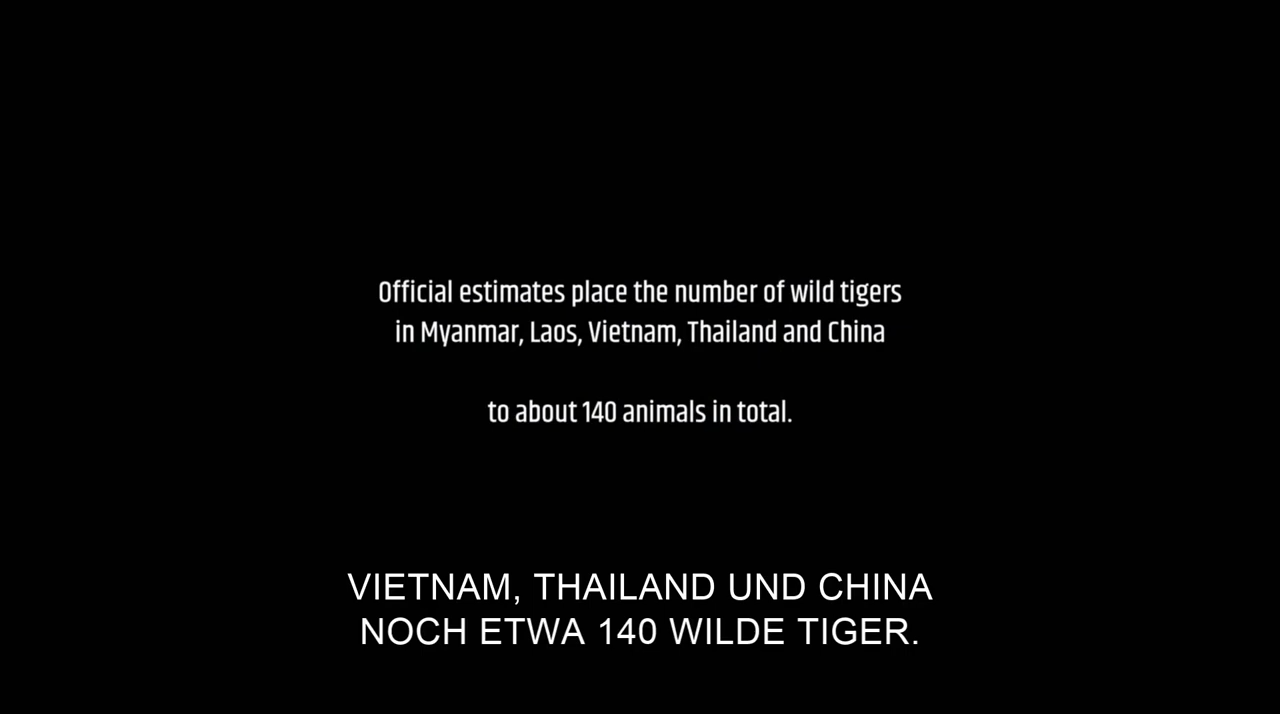 Official estimates place the number of wild tigers
in Myanmar, Laos, Vietnam, Thailand and China
to about 140 animals in total.
VIETNAM, THAILAND UND CHINA
NOCH ETWA 140 WILDE TIGER.